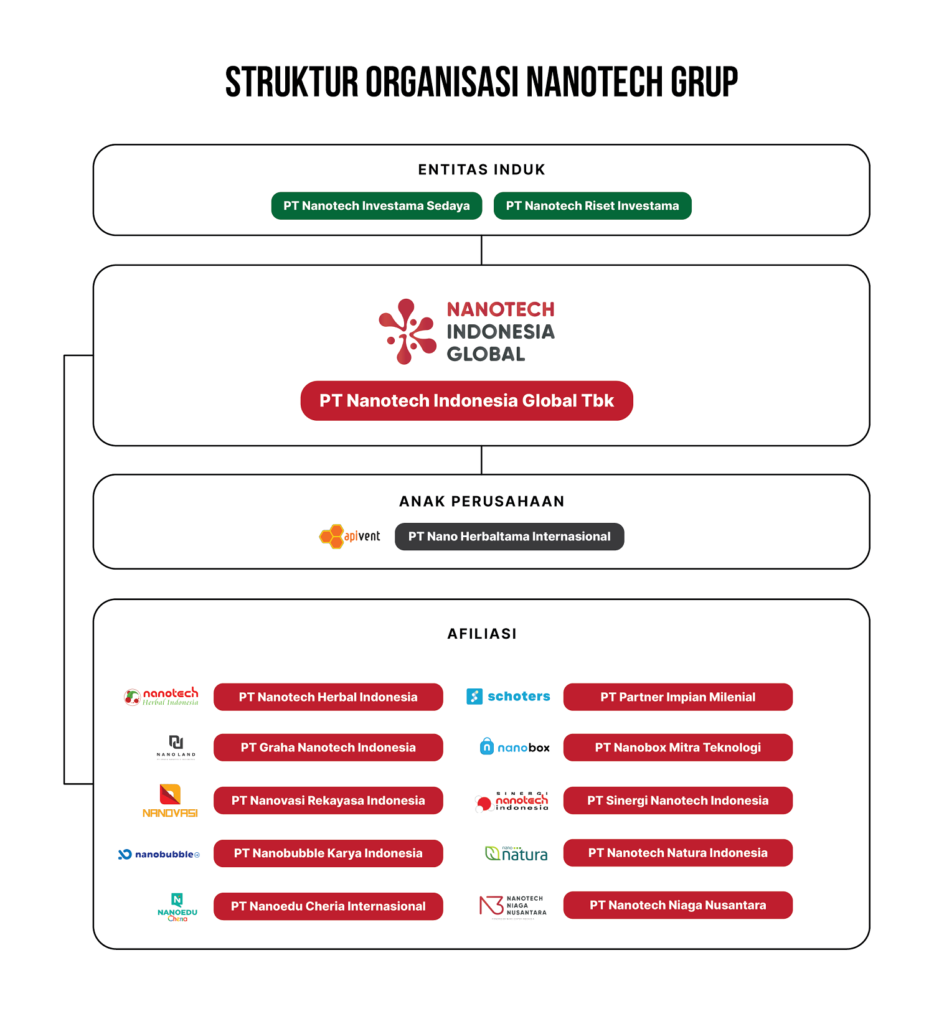 STRUKTUR ORGANISASI NANOTECH GRUP
ENTITAS INDUK
PT Nanotech Investama Sedaya
PT Nanotech Riset Investama
NANOTECH
INDONESIA
GLOBAL
PT Nanotech Indonesia Global Tbk
ANAK PERUSAHAAN
apivent
PT Nano Herbaltama Internasional
AFILIASI
nanotech
Herbal Indonesia
PT Nanotech Herbal Indonesia
schoters
PT Partner Impian Milenial
NANOLAND
PT Graha Nanotech Indonesia
nanobox
PT Nanobox Mitra Teknologi
NANOVASI
PT Nanovasi Rekayasa Indonesia
SINERGI
nanotech
indonesia
PT Sinergi Nanotech Indonesia
nanobubble
PT Nanobubble Karya Indonesia
natura
PT Nanotech Natura Indonesia
NANOEDU
Cheria
PT Nanoedu Cheria Internasional
NANOTECH
NIAGA
NUSANTARA
PT Nanotech Niaga Nusantara